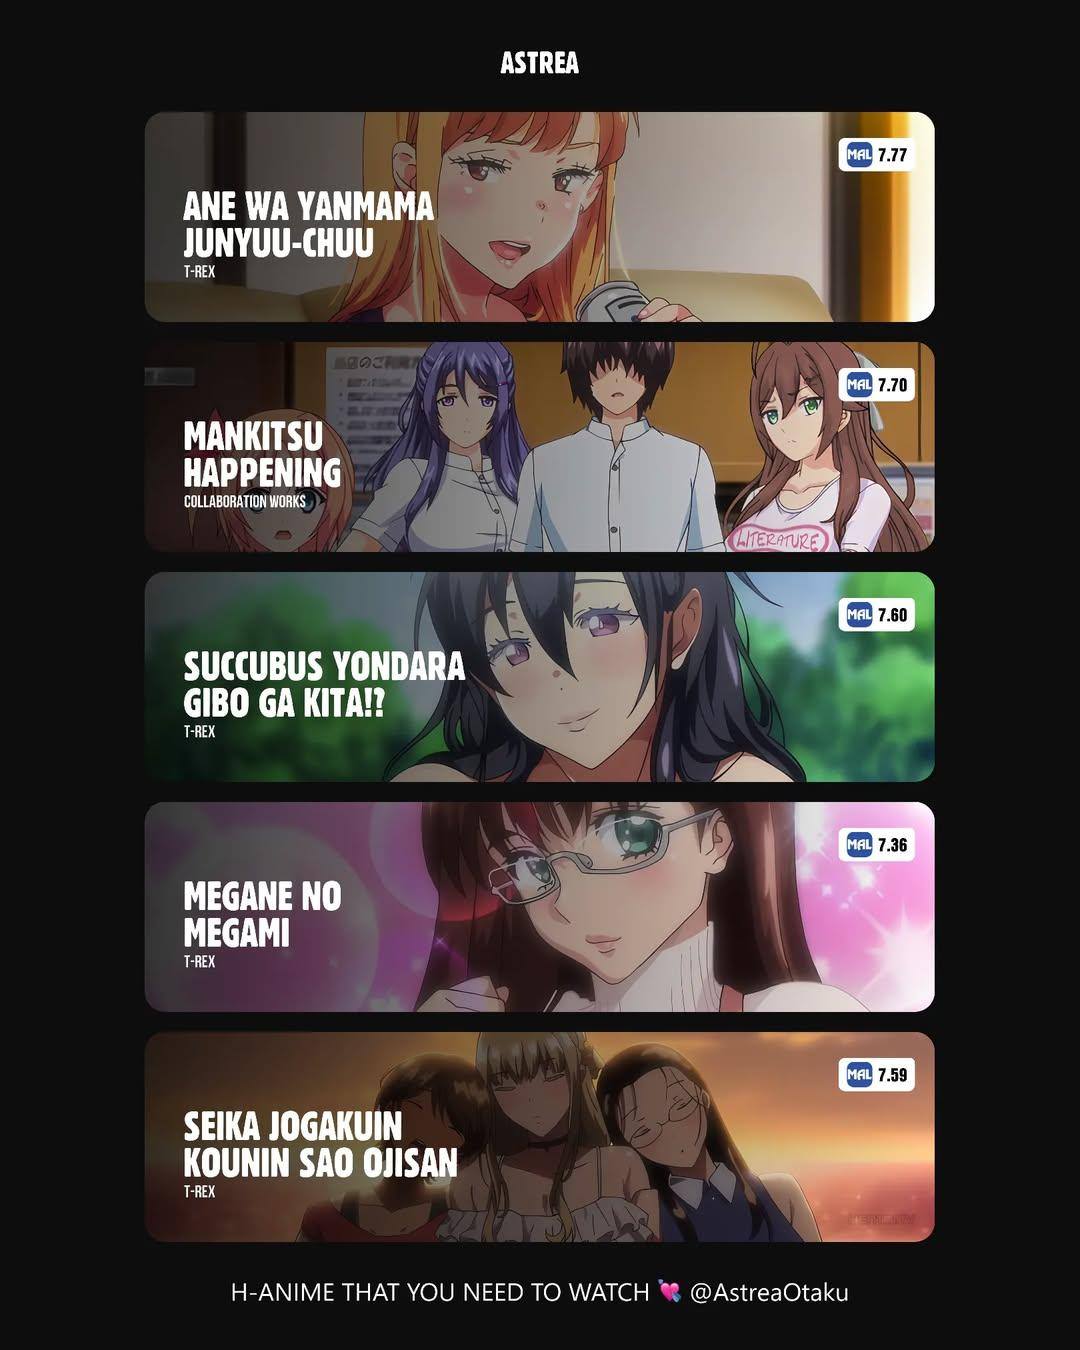 ASTREA
MAL 7.77
ANE WA YANMAMA
JUNYUU-CHUU
T-REX
MAL 7.70
MANKITSU
HAPPENING
COLLABORATION WORKS
LITERATURE
MAL 7.60
SUCCUBUS YONDARA
GIBO GA KITA!?
T-REX
MAL 7.36
MEGANE NO
MEGAMI
T-REX
MAL 7.59
SEIKA JOGAKUIN
KOUNIN SAO OJISAN
T-REX
H-ANIME THAT YOU NEED TO WATCH 💘 @AstreaOtaku